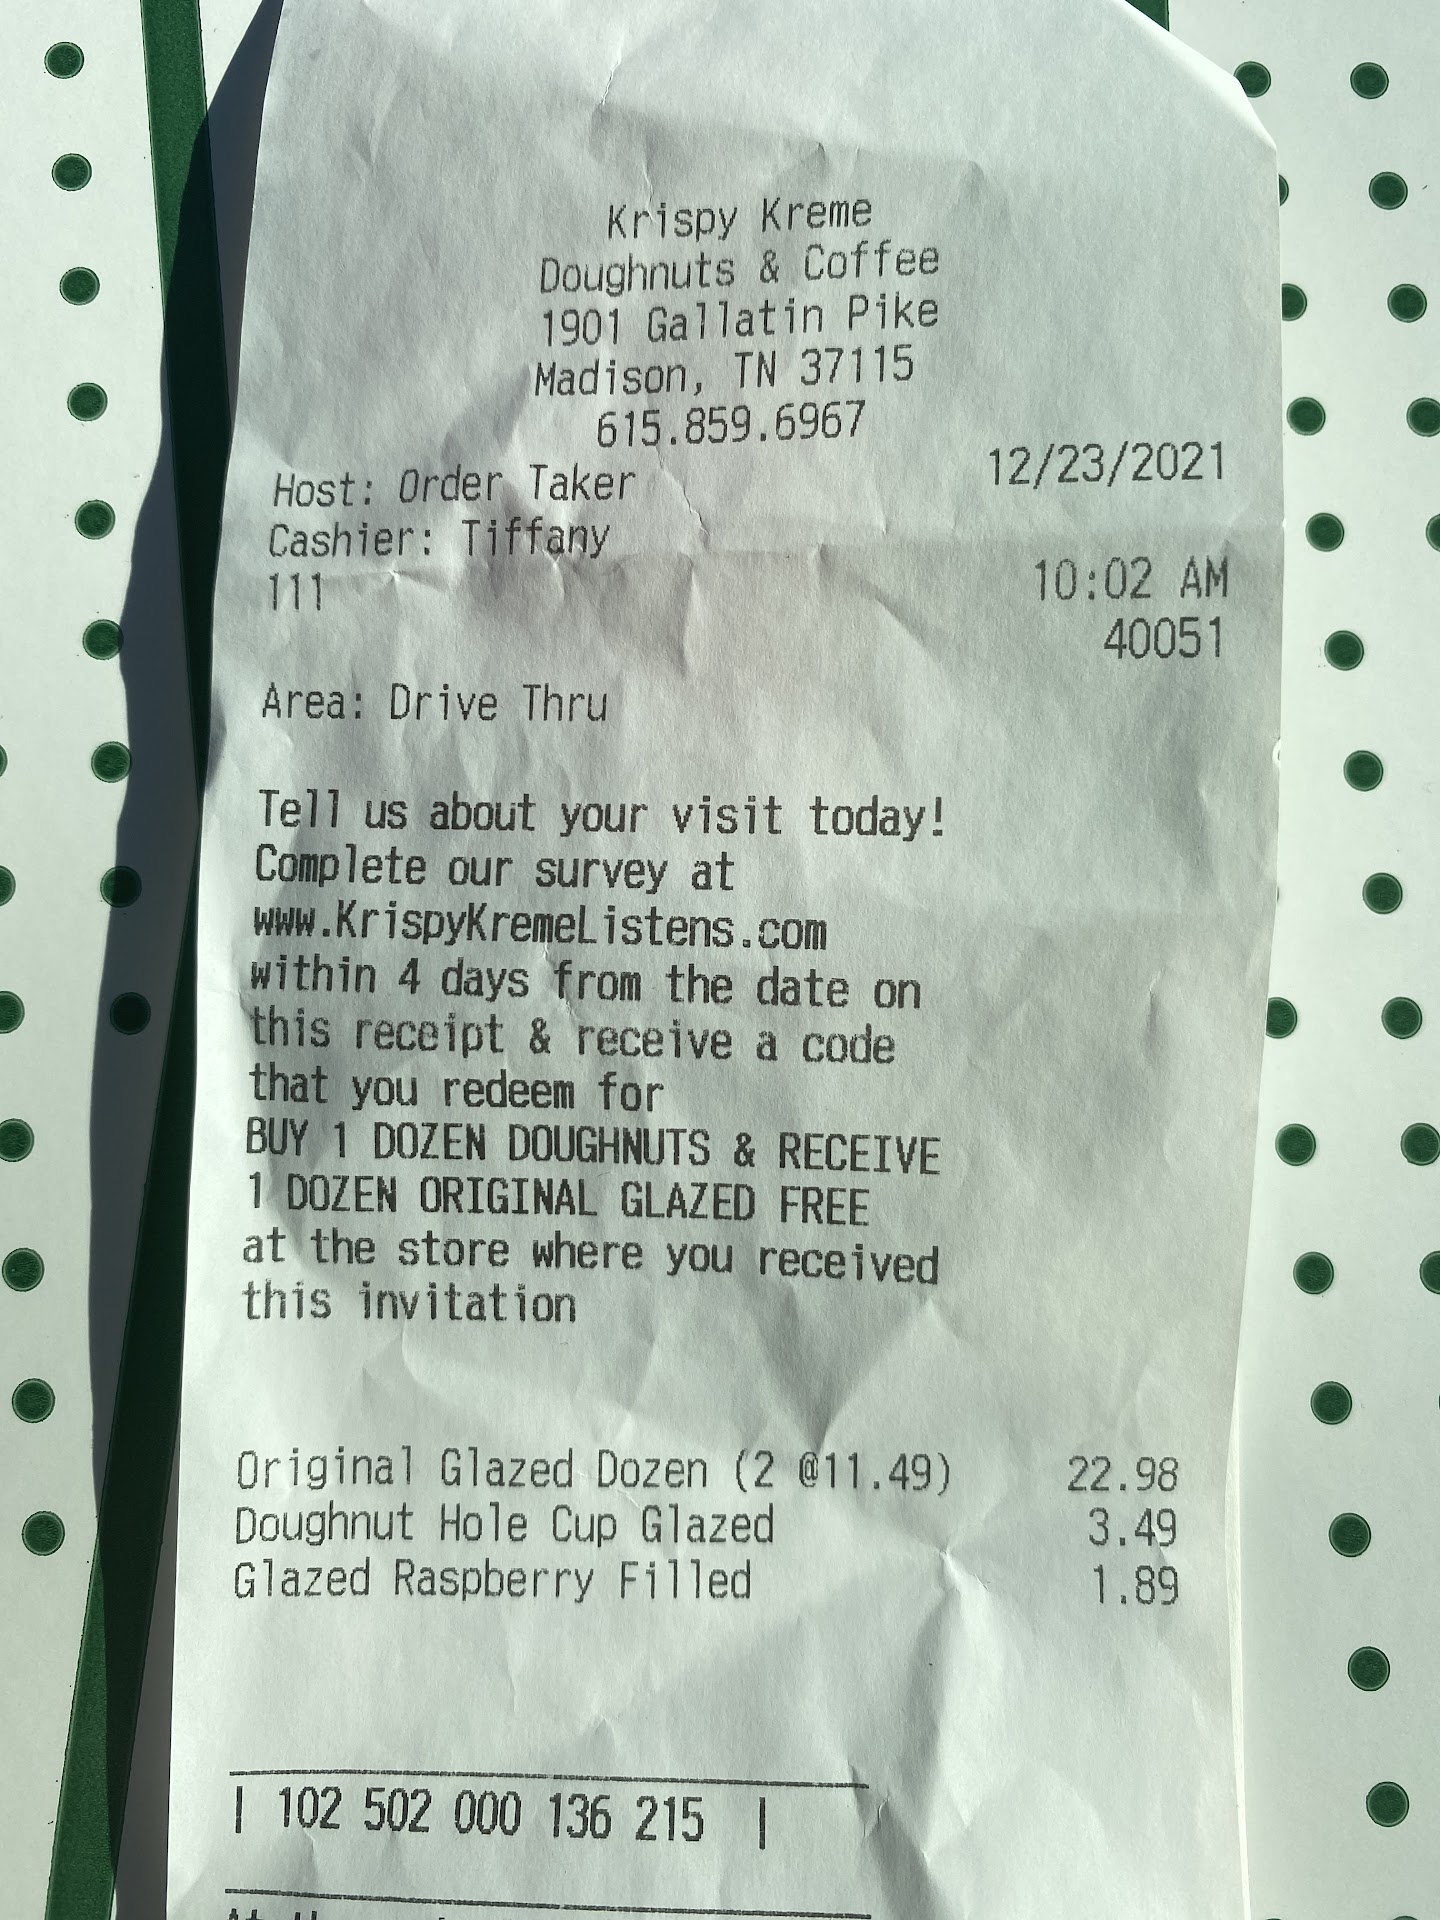 Krispy Kreme
Doughnuts & Coffee
1901 Gallatin Pike
Madison, TN 37115
615.859.6967
Host: Order Taker 12/23/2021
Cashier: Tiffany
111 10:02 AM
40051
Area: Drive Thru
Tell us about your visit today!
Complete our survey at
www.KrispyKremeListens.com
within 4 days from the date on
this receipt & receive a code
that you redeem for
BUY 1 DOZEN DOUGHNUTS & RECEIVE
1 DOZEN ORIGINAL GLAZED FREE
at the store where you received
this invitation
Original Glazed Dozen (2 @11.49) 22.98
Doughnut Hole Cup Glazed 3.49
Glazed Raspberry Filled 1.89
| 102 502 000 136 215 |